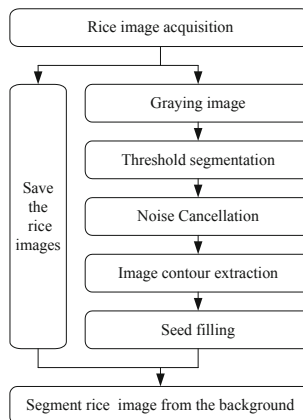 Rice image acquisition
Save
the
rice
images
Graying image
Threshold segmentation
Noise Cancellation
Image contour extraction
Seed filling
Segment rice image from the background